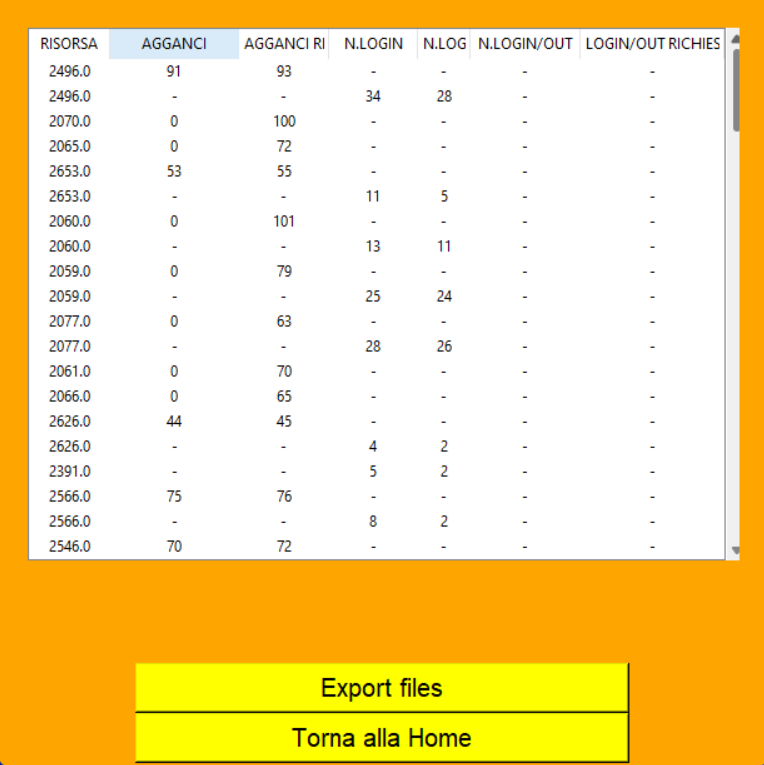 RISORSA AGGANCI AGGANCI RI N.LOGIN N.LOG N.LOGIN/OUT LOGIN/OUT RICHIES
2496.0 91 93 - - - -
2496.0 - - 34 28 - -
2070.0 0 100 - - - -
2065.0 0 72 - - - -
2653.0 53 55 - - - -
2653.0 - - 11 5 - -
2060.0 0 101 - - - -
2060.0 - - 13 11 - -
2059.0 0 79 - - - -
2059.0 - - 25 24 - -
2077.0 0 63 - - - -
2077.0 - - 28 26 - -
2061.0 0 70 - - - -
2066.0 0 65 - - - -
2626.0 44 45 - - - -
2626.0 - - 4 2 - -
2391.0 - - 5 2 - -
2566.0 75 76 - - - -
2566.0 - - 8 2 - -
2546.0 70 72 - - - -
Export files
Torna alla Home